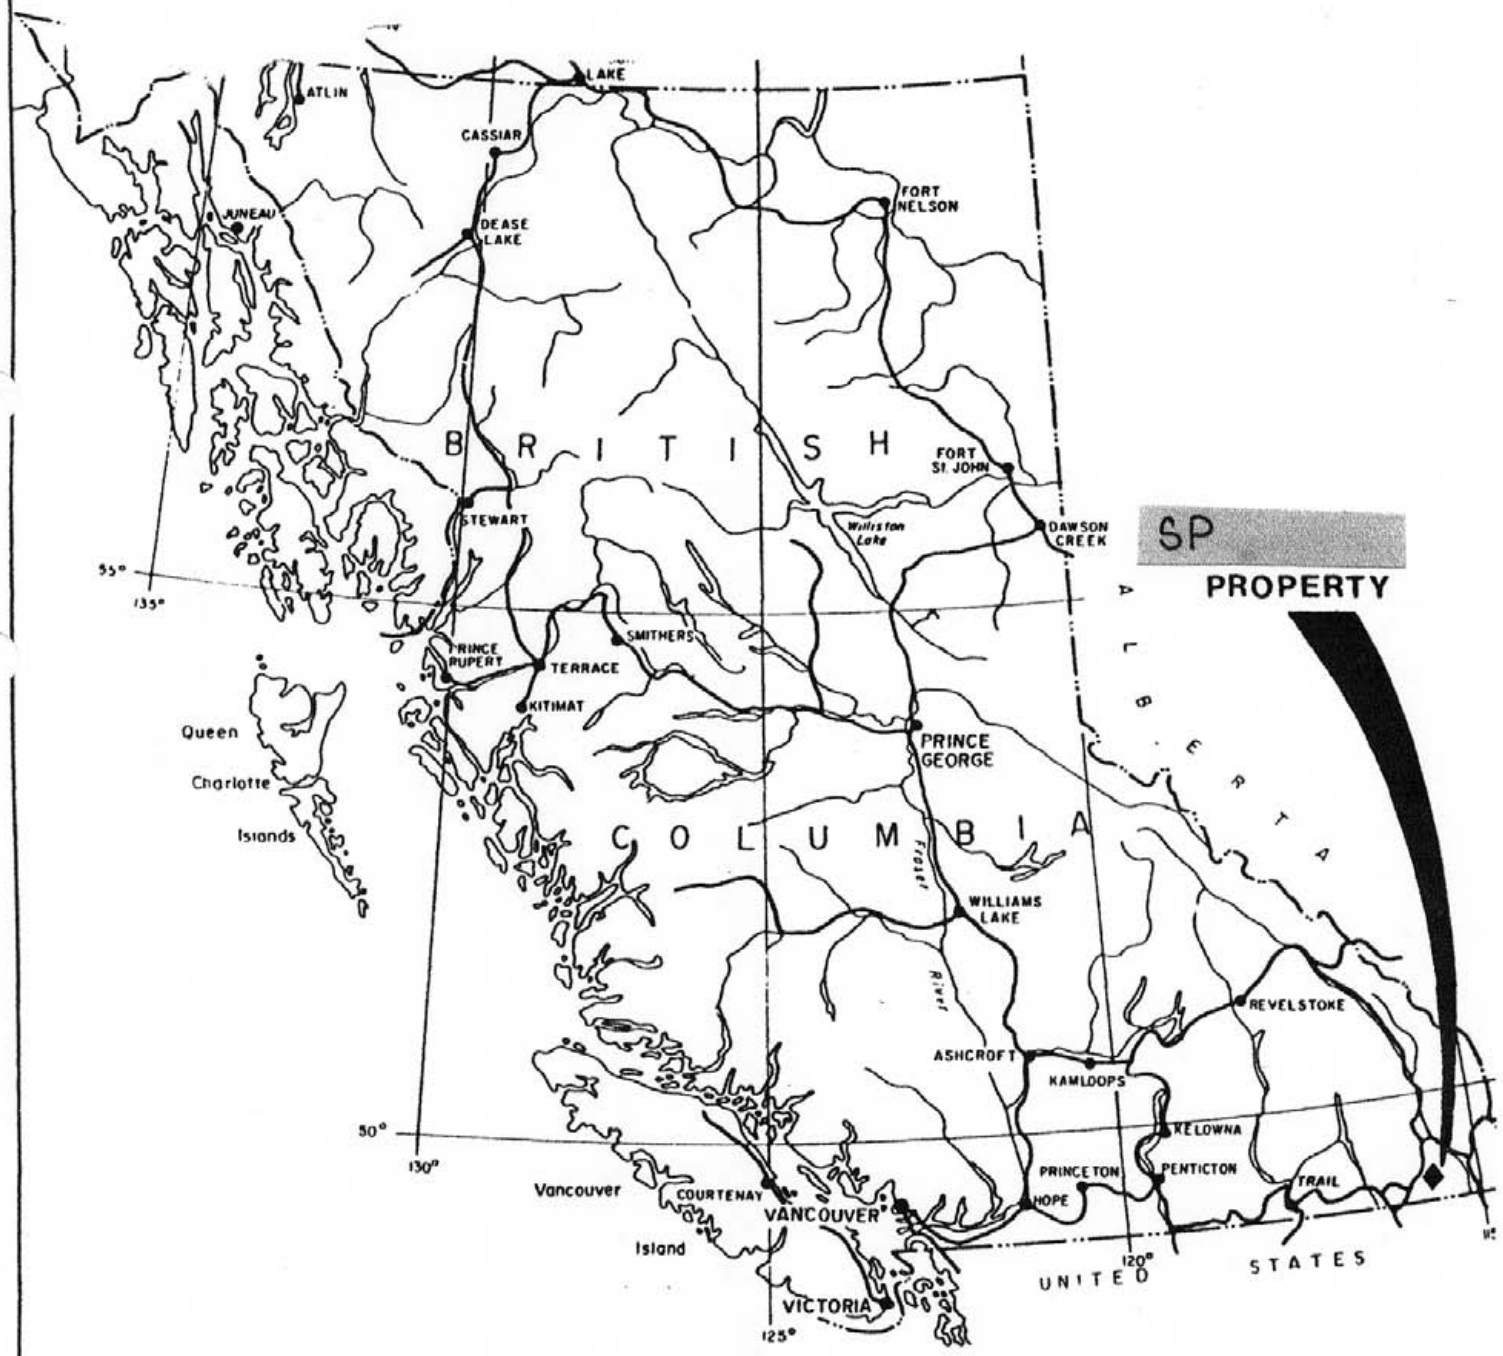 LAKE
ATLIN
CASSIAR
FORT
NELSON
JUNEAU
DEASE
LAKE
B R I T I S H
FORT
St. JOHN
STEWART
Williston
Lake
DAWSON
CREEK
SP
PROPERTY
55°
135°
SMITHERS
PRINCE
RUPERT
TERRACE
KITIMAT
A L B E R T A
Queen
Charlotte
Islands
PRINCE
GEORGE
C O L U M B I A
Fraser
River
WILLIAMS
LAKE
REVELSTOKE
ASHCROFT
KAMLOOPS
50°
130°
KELOWNA
PRINCETON
PENTICTON
TRAIL
HOPE
Vancouver
Island
COURTENAY
VANCOUVER
VICTORIA
125°
120°
UNITED STATES